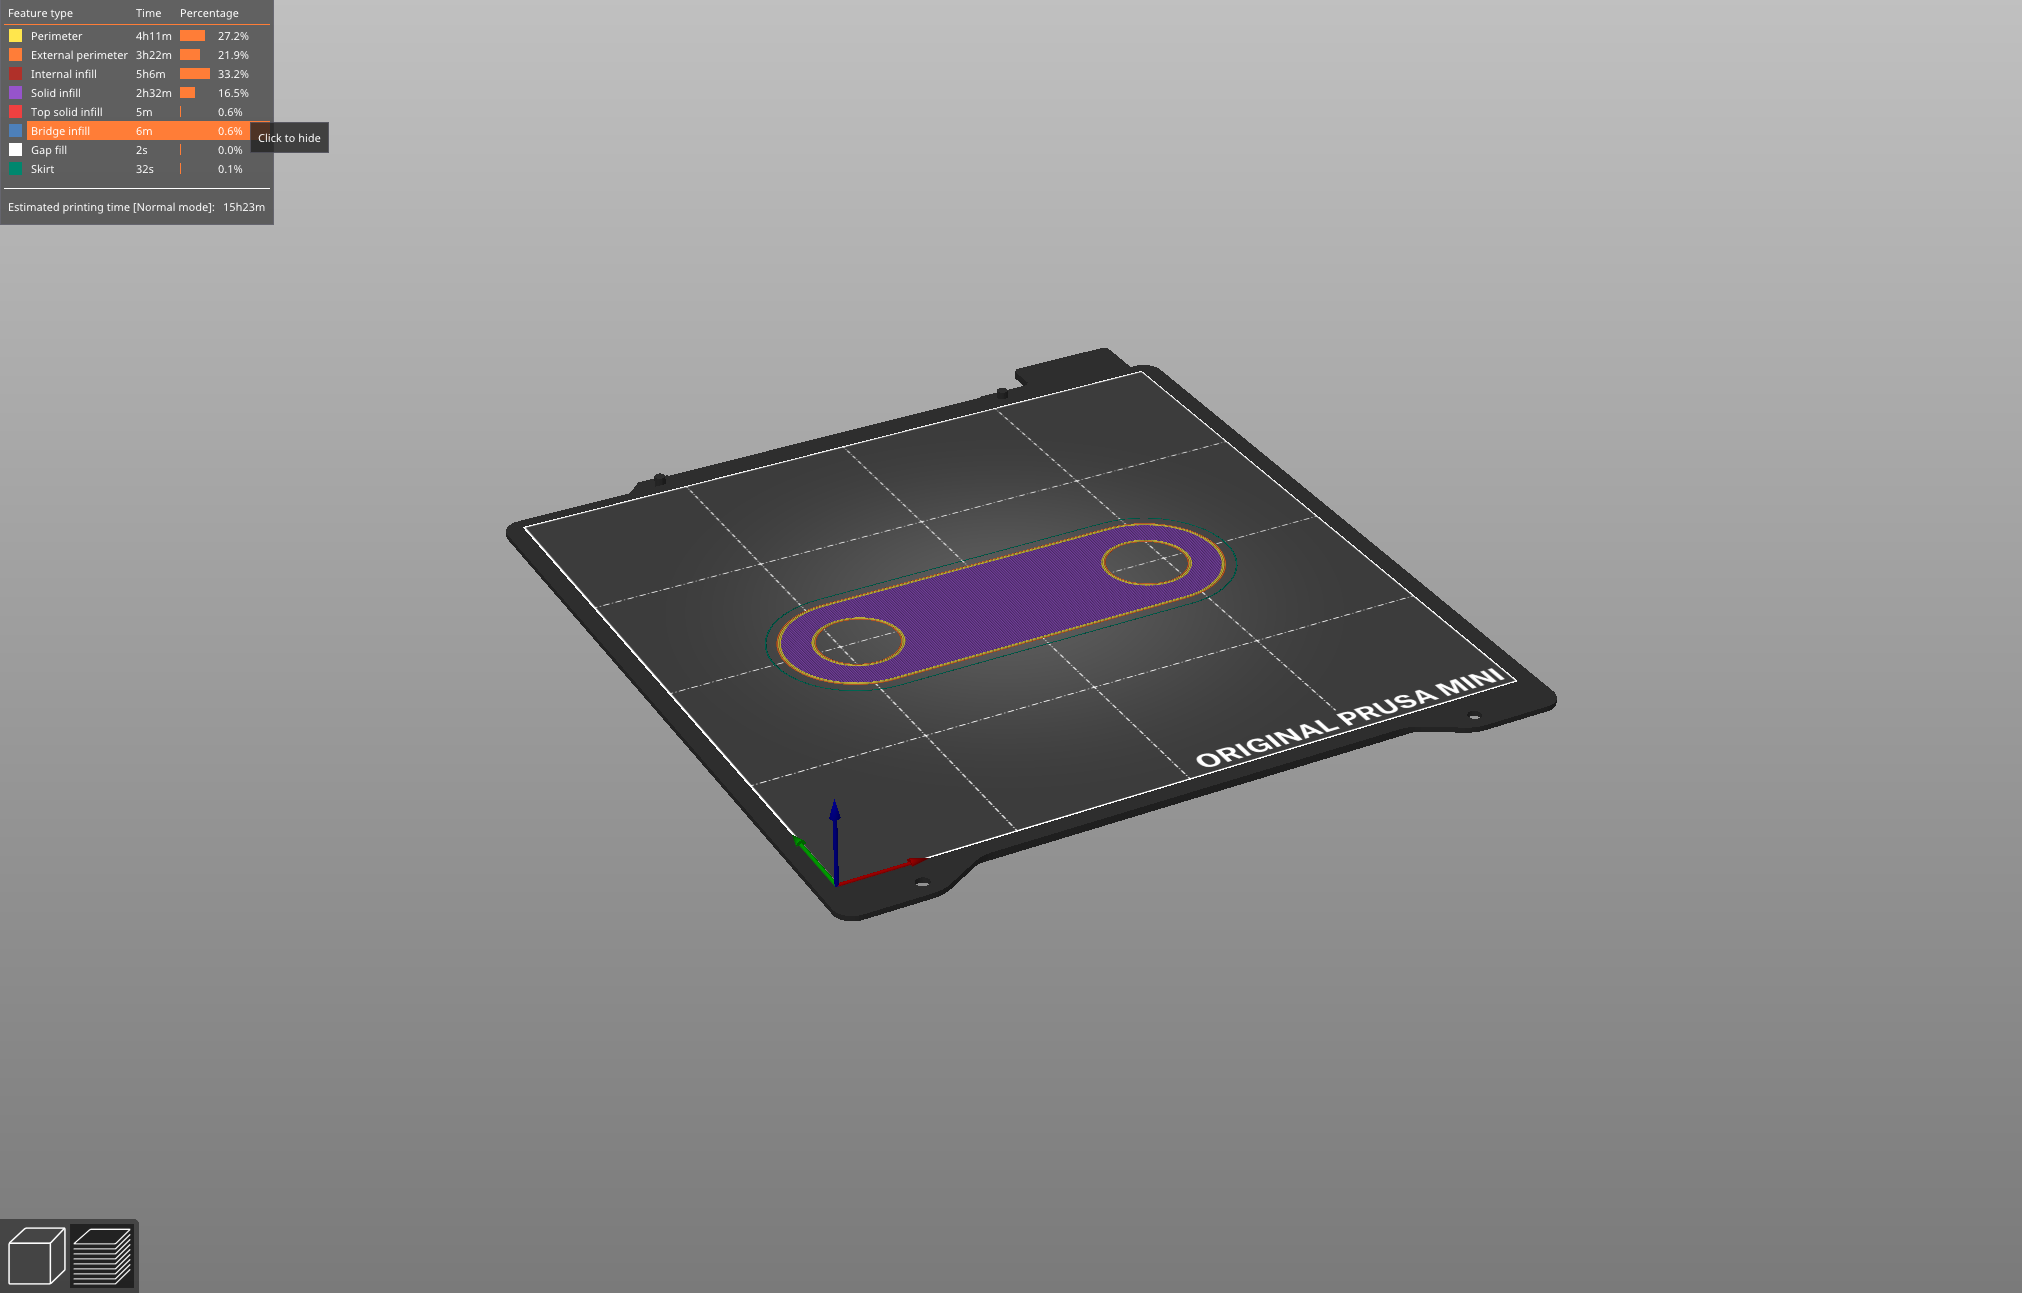 Feature type Time Percentage
Perimeter 4h11m 27.2%
External perimeter 3h22m 21.9%
Internal infill 5h6m 33.2%
Solid infill 2h32m 16.5%
Top solid infill 5m 0.6%
Bridge infill 6m 0.6%
Click to hide
Gap fill 2s 0.0%
Skirt 32s 0.1%
Estimated printing time [Normal mode]: 15h23m
ORIGINAL PRUSA MINI